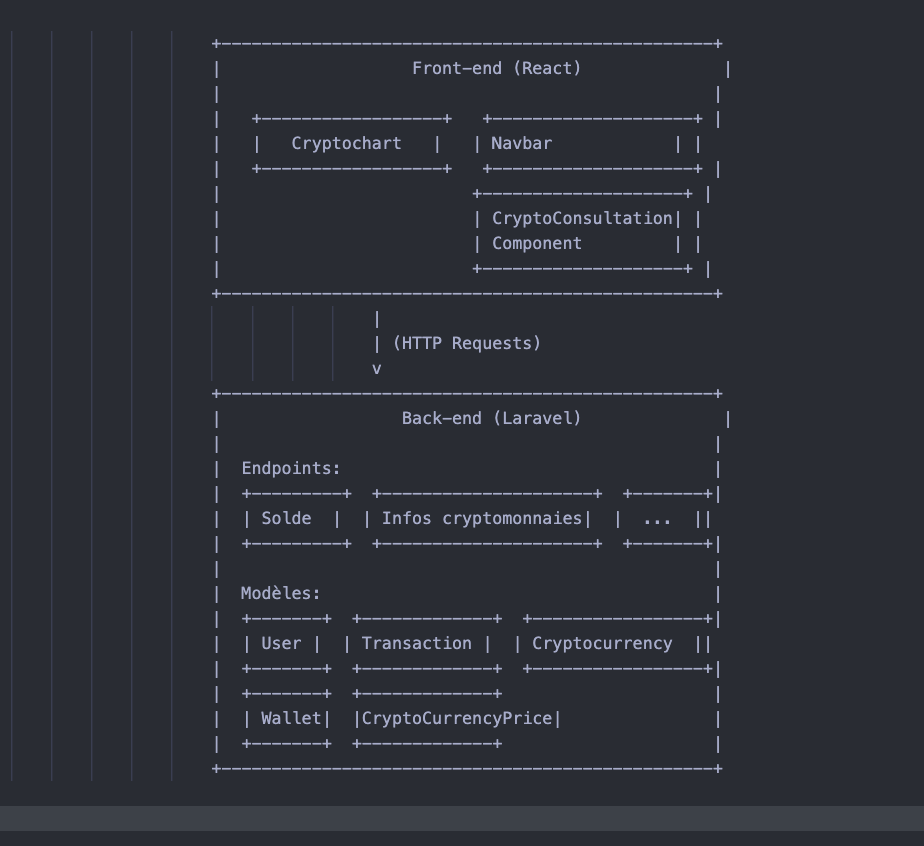 Front-end (React)
Cryptochart Navbar
CryptoConsultation
Component
(HTTP Requests)
v
Back-end (Laravel)
Endpoints:
Solde Infos cryptomonnaies ...
Modèles:
User Transaction Cryptocurrency
Wallet CryptoCurrencyPrice